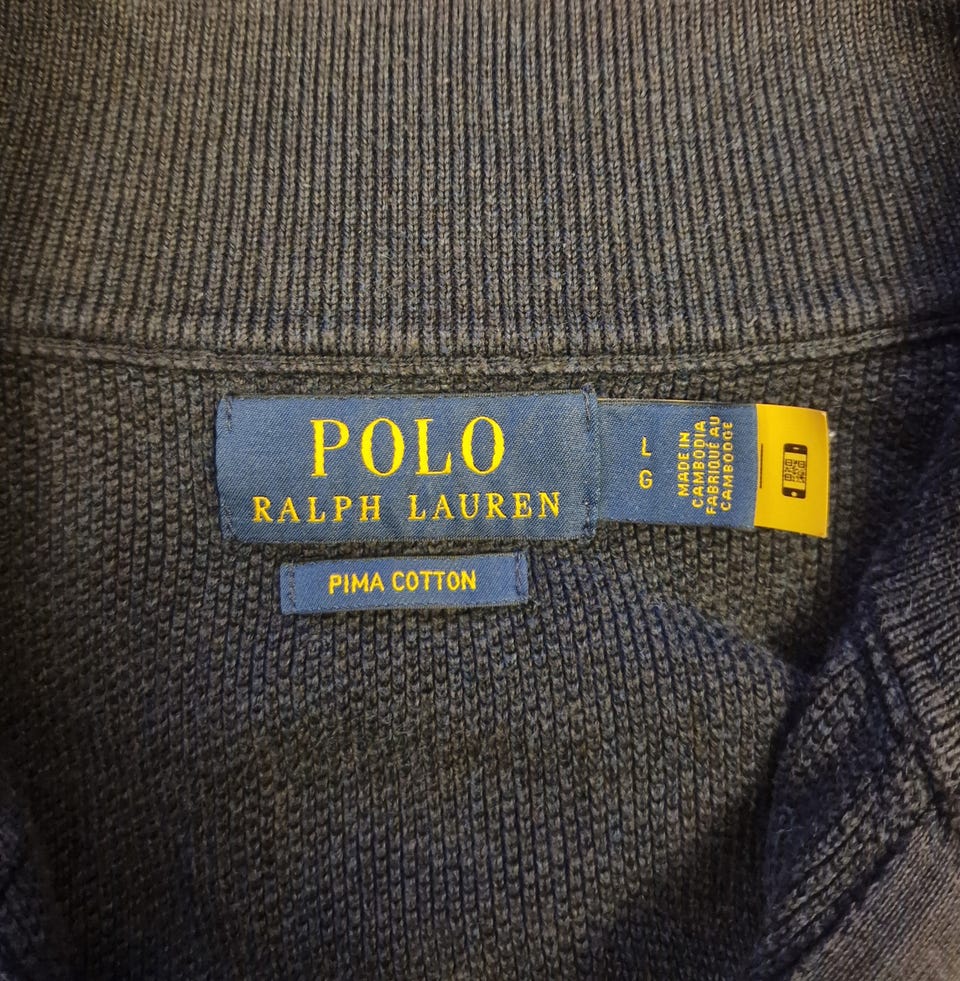 POLO
RALPH LAUREN
PIMA COTTON
L
G
MADE IN
CAMBODIA
FABRIQUÉ AU
CAMBODGE